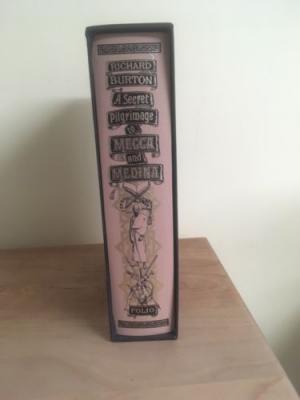 RICHARD
BURTON
A Secret
Pilgrimage
to
MECCA
and
MEDINA
FOLIO